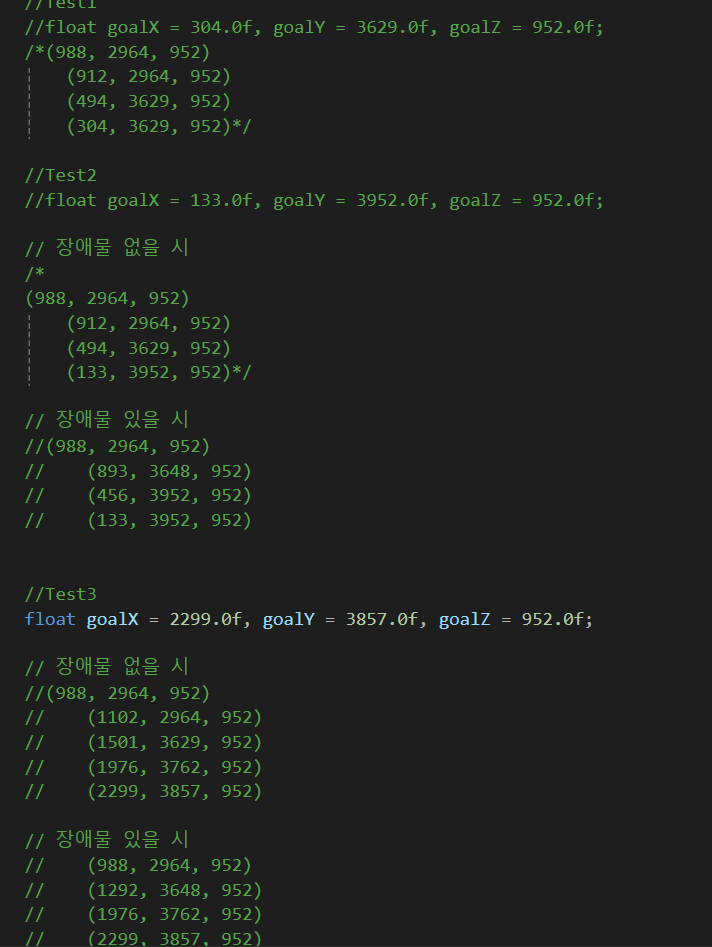 //Test1
//float goalX = 304.0f, goalY = 3629.0f, goalZ = 952.0f;
/*(988, 2964, 952)
(912, 2964, 952)
(494, 3629, 952)
(304, 3629, 952)*/
//Test2
//float goalX = 133.0f, goalY = 3952.0f, goalZ = 952.0f;
// 장애물 없을 시
/*
(988, 2964, 952)
(912, 2964, 952)
(494, 3629, 952)
(133, 3952, 952)*/
// 장애물 있을 시
//(988, 2964, 952)
//    (893, 3648, 952)
//    (456, 3952, 952)
//    (133, 3952, 952)
//Test3
float goalX = 2299.0f, goalY = 3857.0f, goalZ = 952.0f;
// 장애물 없을 시
//(988, 2964, 952)
//    (1102, 2964, 952)
//    (1501, 3629, 952)
//    (1976, 3762, 952)
//    (2299, 3857, 952)
// 장애물 있을 시
//    (988, 2964, 952)
//    (1292, 3648, 952)
//    (1976, 3762, 952)
//    (2299, 3857, 952)